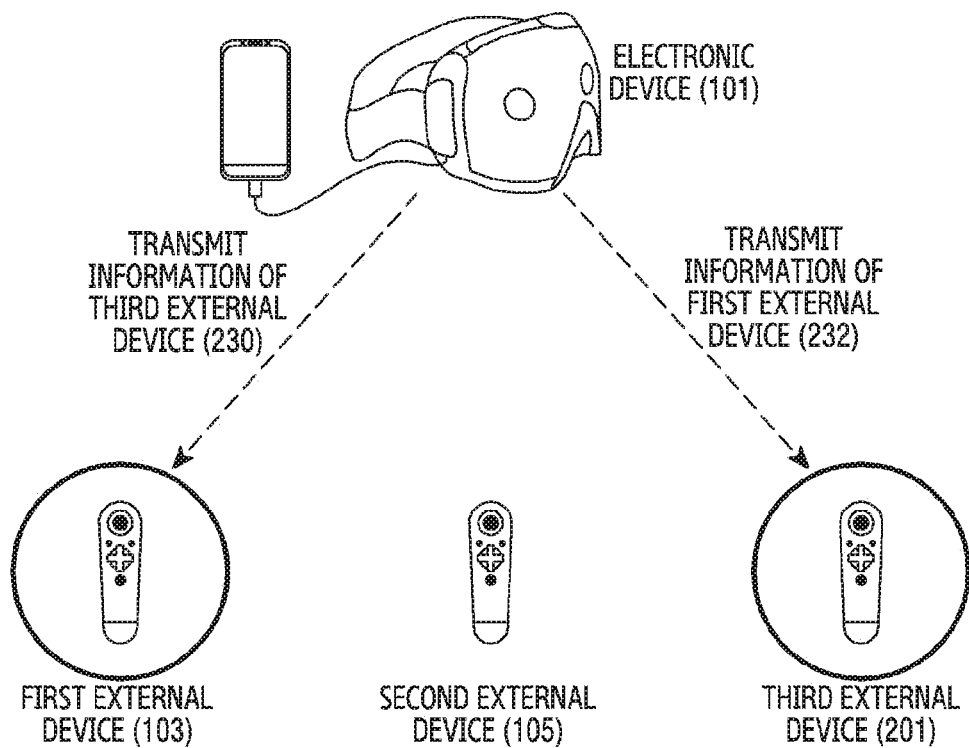 ELECTRONIC
DEVICE (101)
TRANSMIT
INFORMATION OF
THIRD EXTERNAL
DEVICE (230)
TRANSMIT
INFORMATION OF
FIRST EXTERNAL
DEVICE (232)
FIRST EXTERNAL
DEVICE (103)
SECOND EXTERNAL
DEVICE (105)
THIRD EXTERNAL
DEVICE (201)